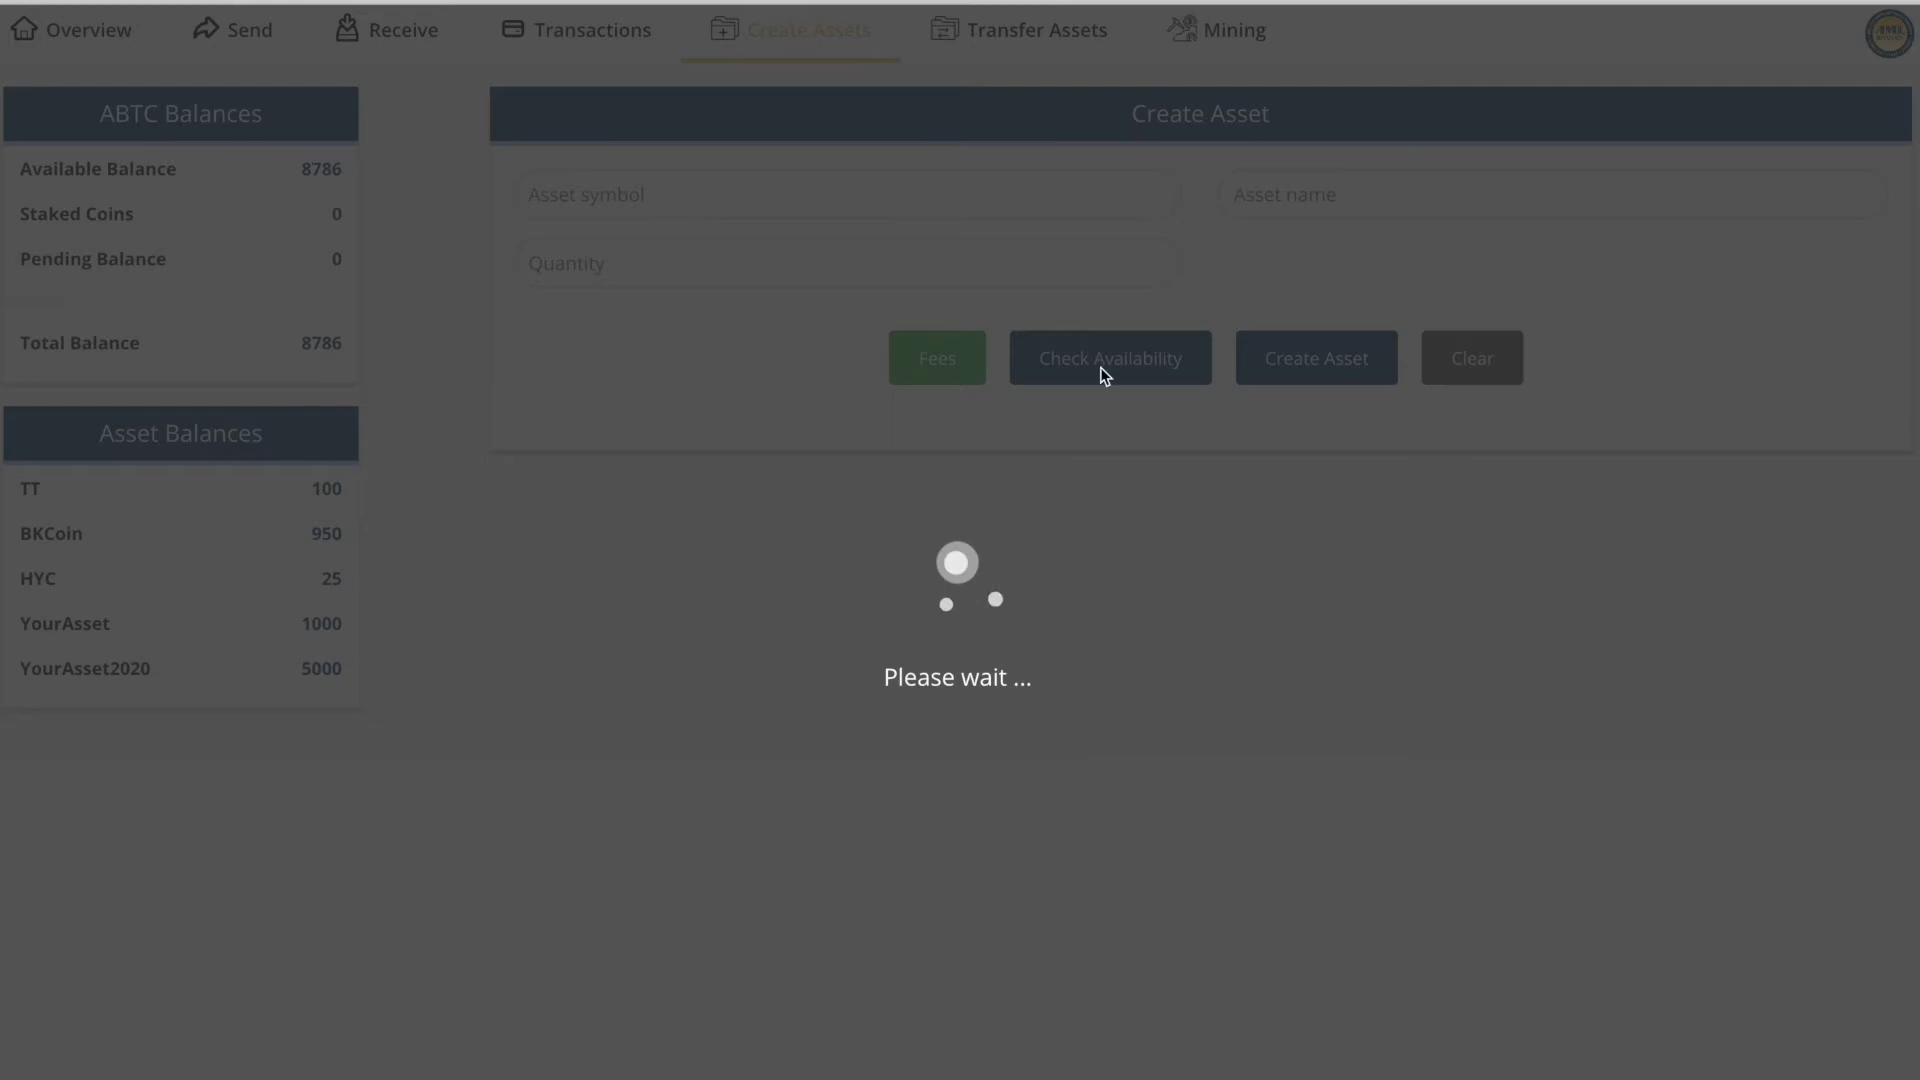 Overview
Send
Receive
Transactions
Create Assets
Transfer Assets
Mining
ABTC Balances
Available Balance 8786
Staked Coins 0
Pending Balance 0
Total Balance 8786
Asset Balances
TT 100
BKCoin 950
HYC 25
YourAsset 1000
YourAsset2020 5000
Create Asset
Asset symbol
Asset name
Quantity
Fees
Check Availability
Create Asset
Clear
Please wait ...